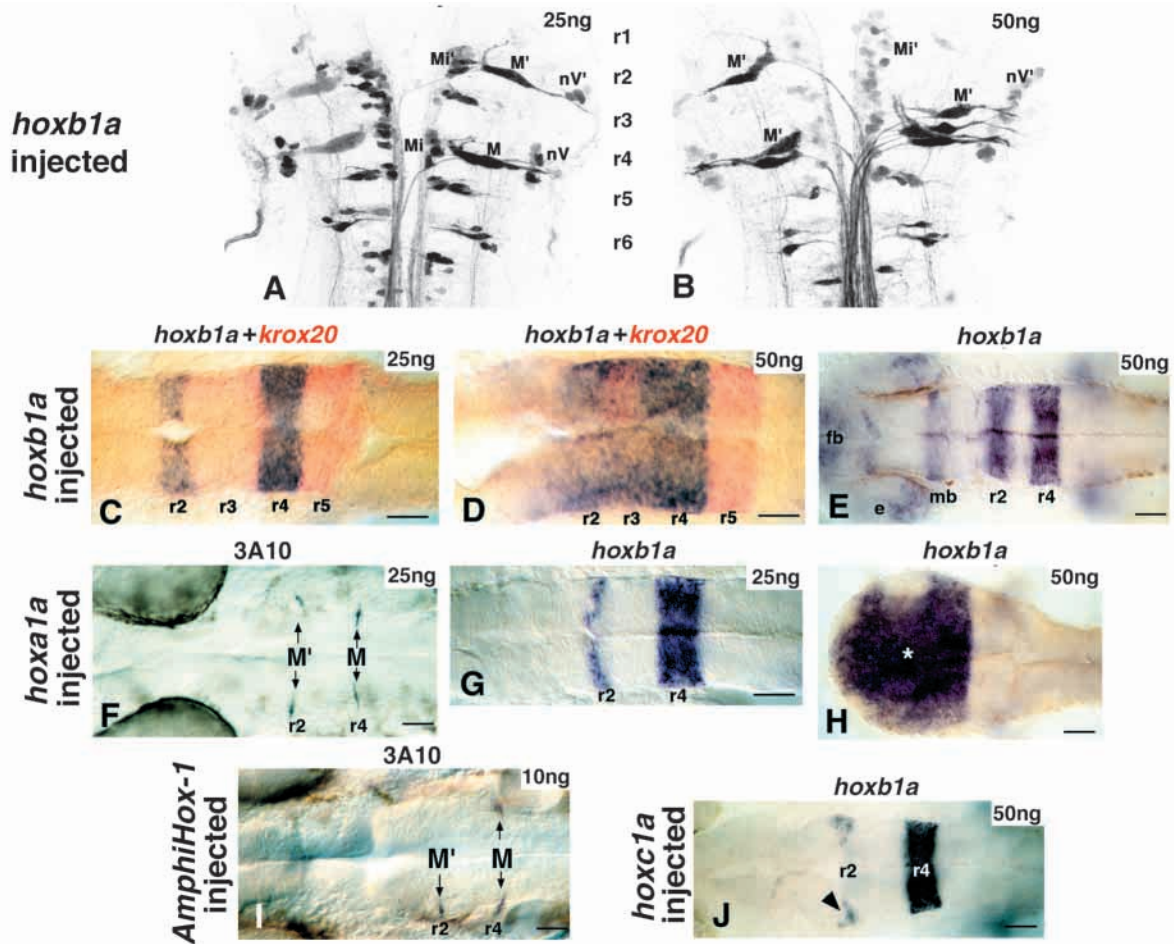 hoxb1a
injected
25ng
Mi'
M'
nV'
Mi
M
nV
A
r1
r2
r3
r4
r5
r6
50ng
M'
Mi'
nV'
M'
M'
B
hoxb1a
injected
hoxb1a+krox20
25ng
r2
r3
r4
r5
C
hoxb1a+krox20
50ng
r2
r3
r4
r5
D
hoxb1a
50ng
fb
e
mb
r2
r4
E
hoxa1a
injected
3A10
25ng
M'
M
r2
r4
F
hoxb1a
25ng
r2
r4
G
hoxb1a
50ng
*
H
AmphiHox-1
injected
3A10
10ng
M'
M
r2
r4
I
hoxc1a
injected
hoxb1a
50ng
r2
r4
J